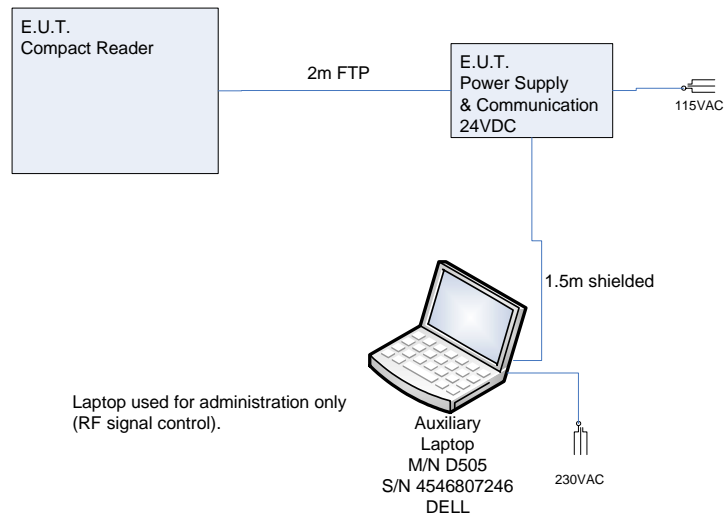 E.U.T.
Compact Reader
2m FTP
E.U.T.
Power Supply
& Communication
24VDC
115VAC
1.5m shielded
Laptop used for administration only
(RF signal control).
Auxiliary
Laptop
M/N D505
S/N 4546807246
DELL
230VAC